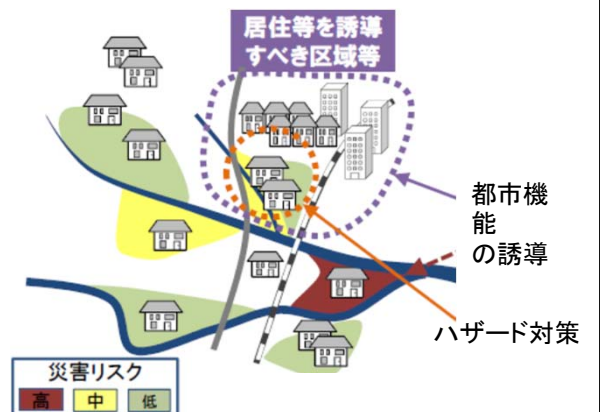 居住等を誘導
すべき区域等
都市機
能
の誘導
ハザード対策
災害リスク
高 中 低